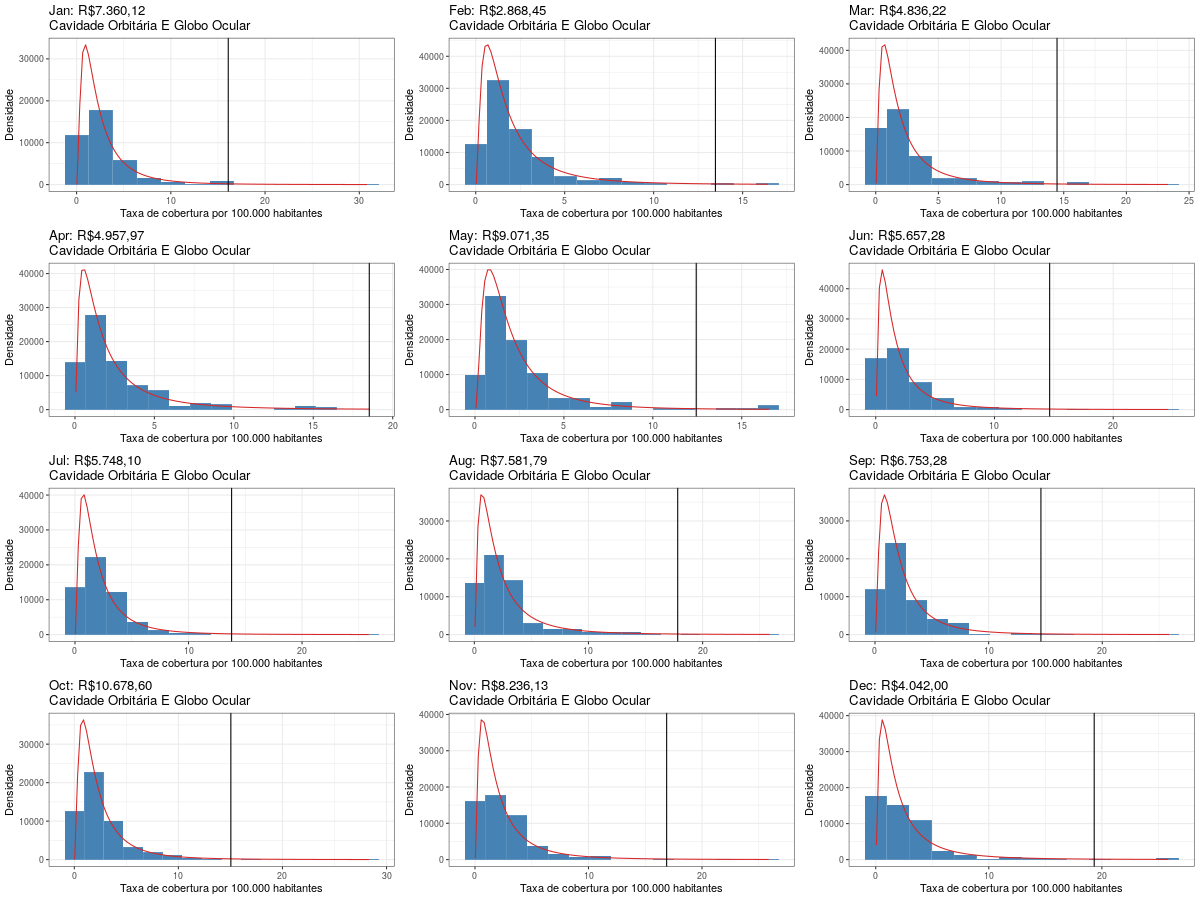 Jan: R$7.360,12
Cavidade Orbitária E Globo Ocular
Densidade
30000
20000
10000
0
0 10 20 30
Taxa de cobertura por 100.000 habitantes
Feb: R$2.868,45
Cavidade Orbitária E Globo Ocular
Densidade
40000
30000
20000
10000
0
0 5 10 15
Taxa de cobertura por 100.000 habitantes
Mar: R$4.836,22
Cavidade Orbitária E Globo Ocular
Densidade
40000
30000
20000
10000
0
0 5 10 15 20 25
Taxa de cobertura por 100.000 habitantes
Apr: R$4.957,97
Cavidade Orbitária E Globo Ocular
Densidade
40000
30000
20000
10000
0
0 5 10 15 20
Taxa de cobertura por 100.000 habitantes
May: R$9.071,35
Cavidade Orbitária E Globo Ocular
Densidade
40000
30000
20000
10000
0
0 5 10 15
Taxa de cobertura por 100.000 habitantes
Jun: R$5.657,28
Cavidade Orbitária E Globo Ocular
Densidade
40000
30000
20000
10000
0
0 10 20
Taxa de cobertura por 100.000 habitantes
Jul: R$5.748,10
Cavidade Orbitária E Globo Ocular
Densidade
40000
30000
20000
10000
0
0 10 20
Taxa de cobertura por 100.000 habitantes
Aug: R$7.581,79
Cavidade Orbitária E Globo Ocular
Densidade
30000
20000
10000
0
0 10 20
Taxa de cobertura por 100.000 habitantes
Sep: R$6.753,28
Cavidade Orbitária E Globo Ocular
Densidade
30000
20000
10000
0
0 10 20
Taxa de cobertura por 100.000 habitantes
Oct: R$10.678,60
Cavidade Orbitária E Globo Ocular
Densidade
30000
20000
10000
0
0 10 20 30
Taxa de cobertura por 100.000 habitantes
Nov: R$8.236,13
Cavidade Orbitária E Globo Ocular
Densidade
40000
30000
20000
10000
0
0 10 20
Taxa de cobertura por 100.000 habitantes
Dec: R$4.042,00
Cavidade Orbitária E Globo Ocular
Densidade
40000
30000
20000
10000
0
0 10 20
Taxa de cobertura por 100.000 habitantes